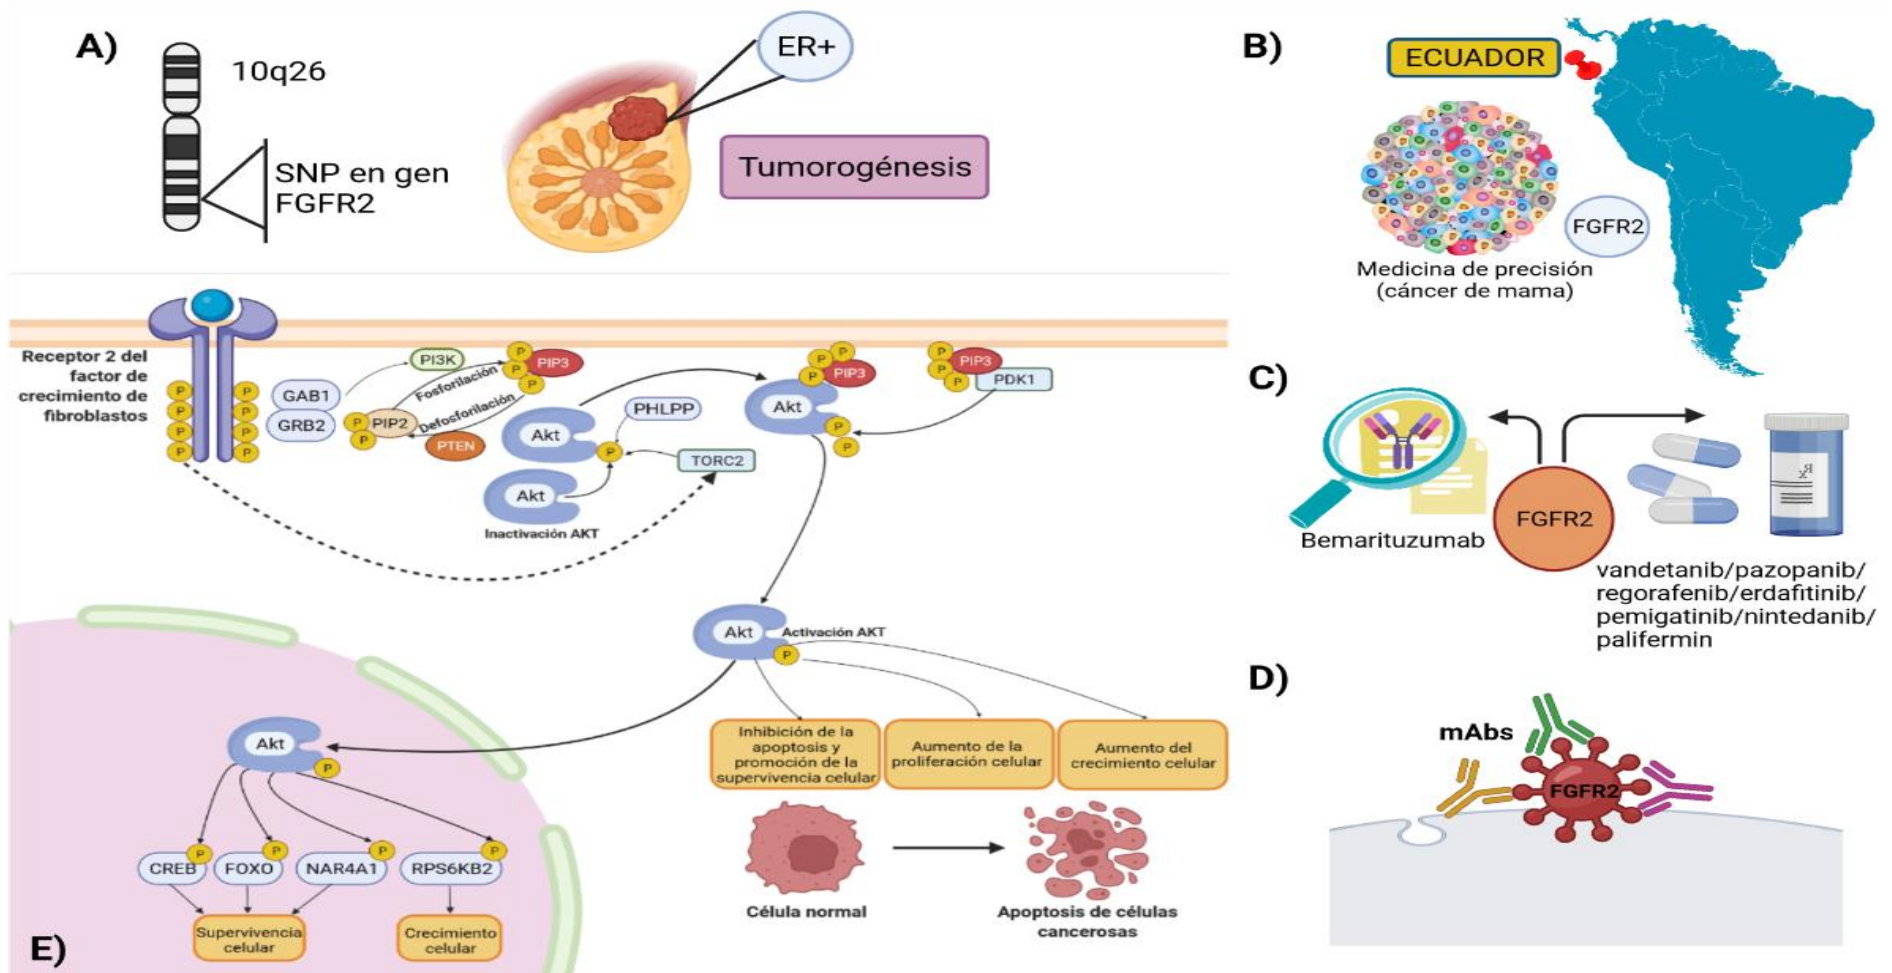 A)
10q26
SNP en gen
FGFR2
ER+
Tumorogénesis
B)
ECUADOR
FGFR2
Medicina de precisión
(cáncer de mama)
C)
Bemarituzumab
FGFR2
Rx
vandetanib/pazopanib/
regorafenib/erdafitinib/
pemigatinib/nintedanib/
palifermin
D)
mAbs
FGFR2
Receptor 2 del
factor de
crecimiento de
fibroblastos
P
P
P
P
P
P
P
P
GAB1
GRB2
PI3K
Fosforilación
P
P
PIP2
Defosforilación
PTEN
P
P
P
PIP3
Akt
PHLPP
P
TORC2
Akt
Inactivación AKT
P
P
P
PIP3
Akt
P
P
P
P
P
PIP3
PDK1
Akt
Activación AKT
P
Inhibición de la
apoptosis y
promoción de la
supervivencia celular
Aumento de la
proliferación celular
Aumento del
crecimiento celular
Célula normal
Apoptosis de células
cancerosas
Akt
P
CREB
P
FOXO
P
NAR4A1
P
RPS6KB2
P
Supervivencia
celular
Crecimiento
celular
E)